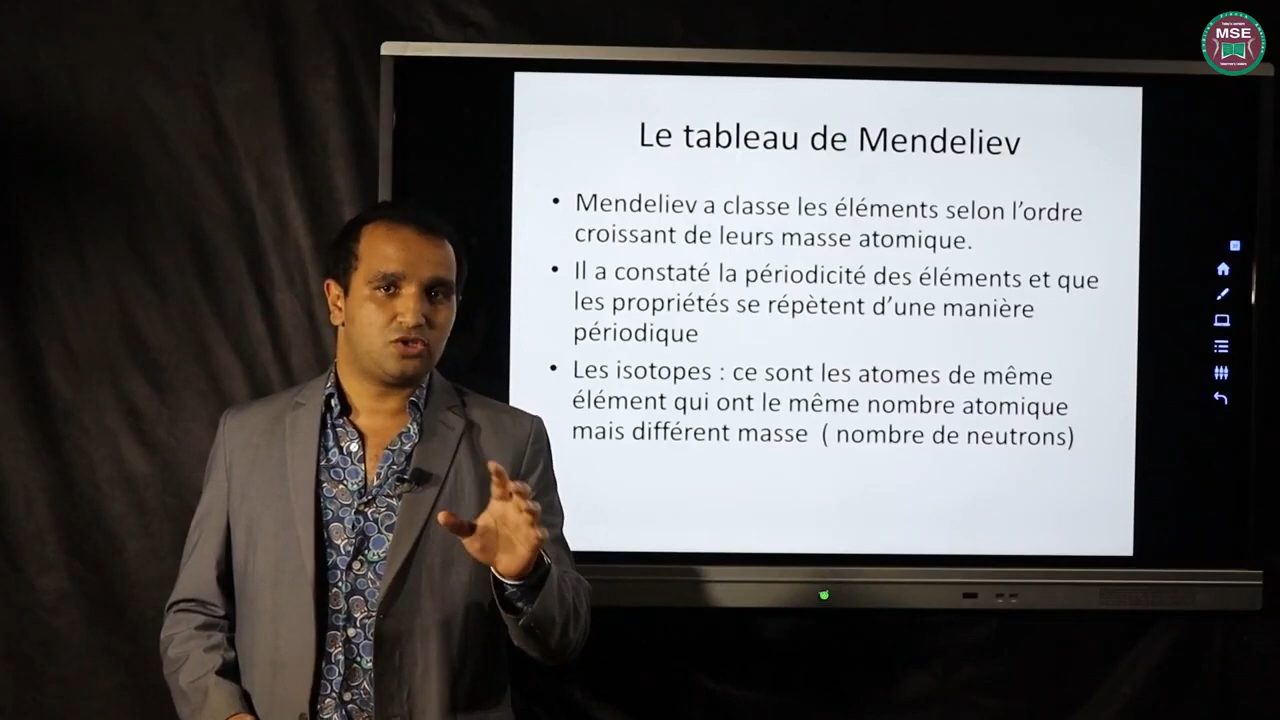 MSE
Le tableau de Mendeliev
• Mendeliev a classe les éléments selon l’ordre
croissant de leurs masse atomique.
• Il a constaté la périodicité des éléments et que
les propriétés se répètent d’une manière
périodique
• Les isotopes : ce sont les atomes de même
élément qui ont le même nombre atomique
mais différent masse ( nombre de neutrons)